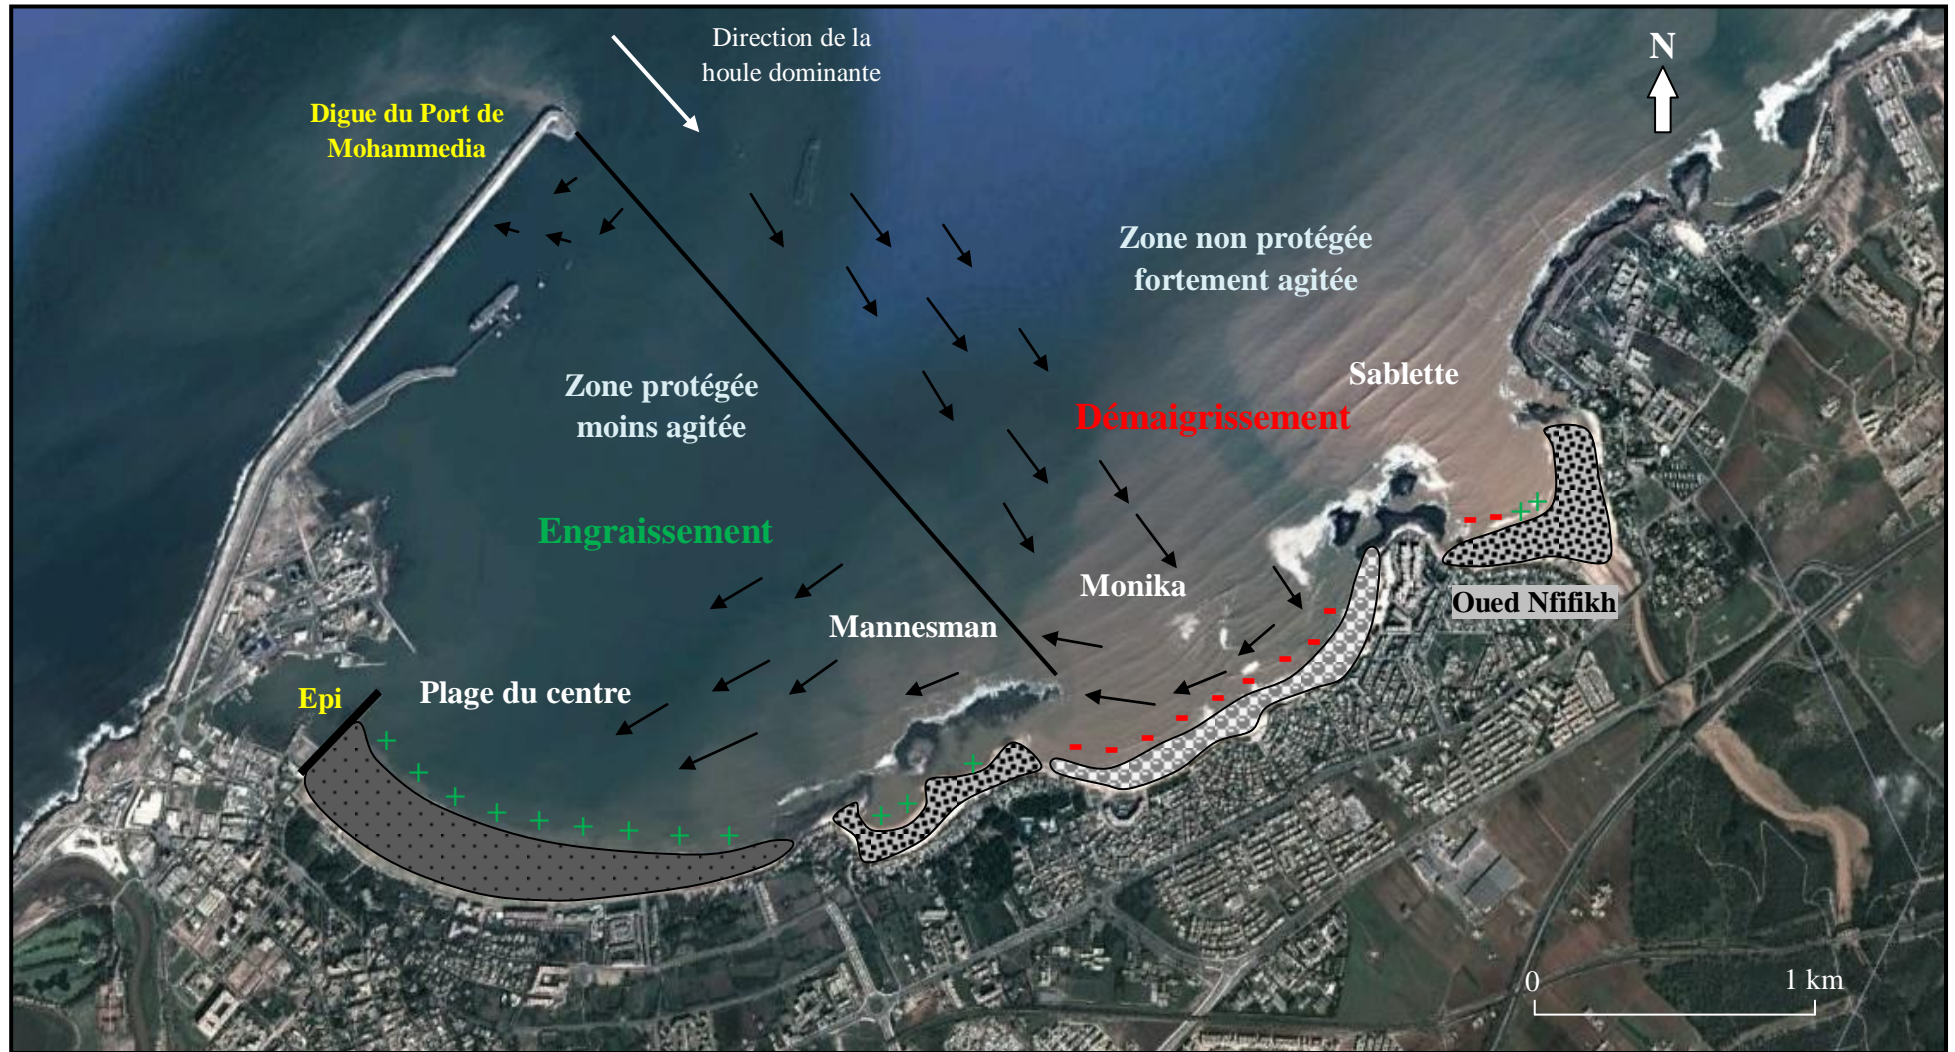 Direction de la
houle dominante
N
Digue du Port de
Mohammedia
Zone non protégée
fortement agitée
Sablette
Zone protégée
moins agitée
Démaigrissement
Engraissement
Monika
Oued Nfifikh
Mannesman
Epi
Plage du centre
0 1 km